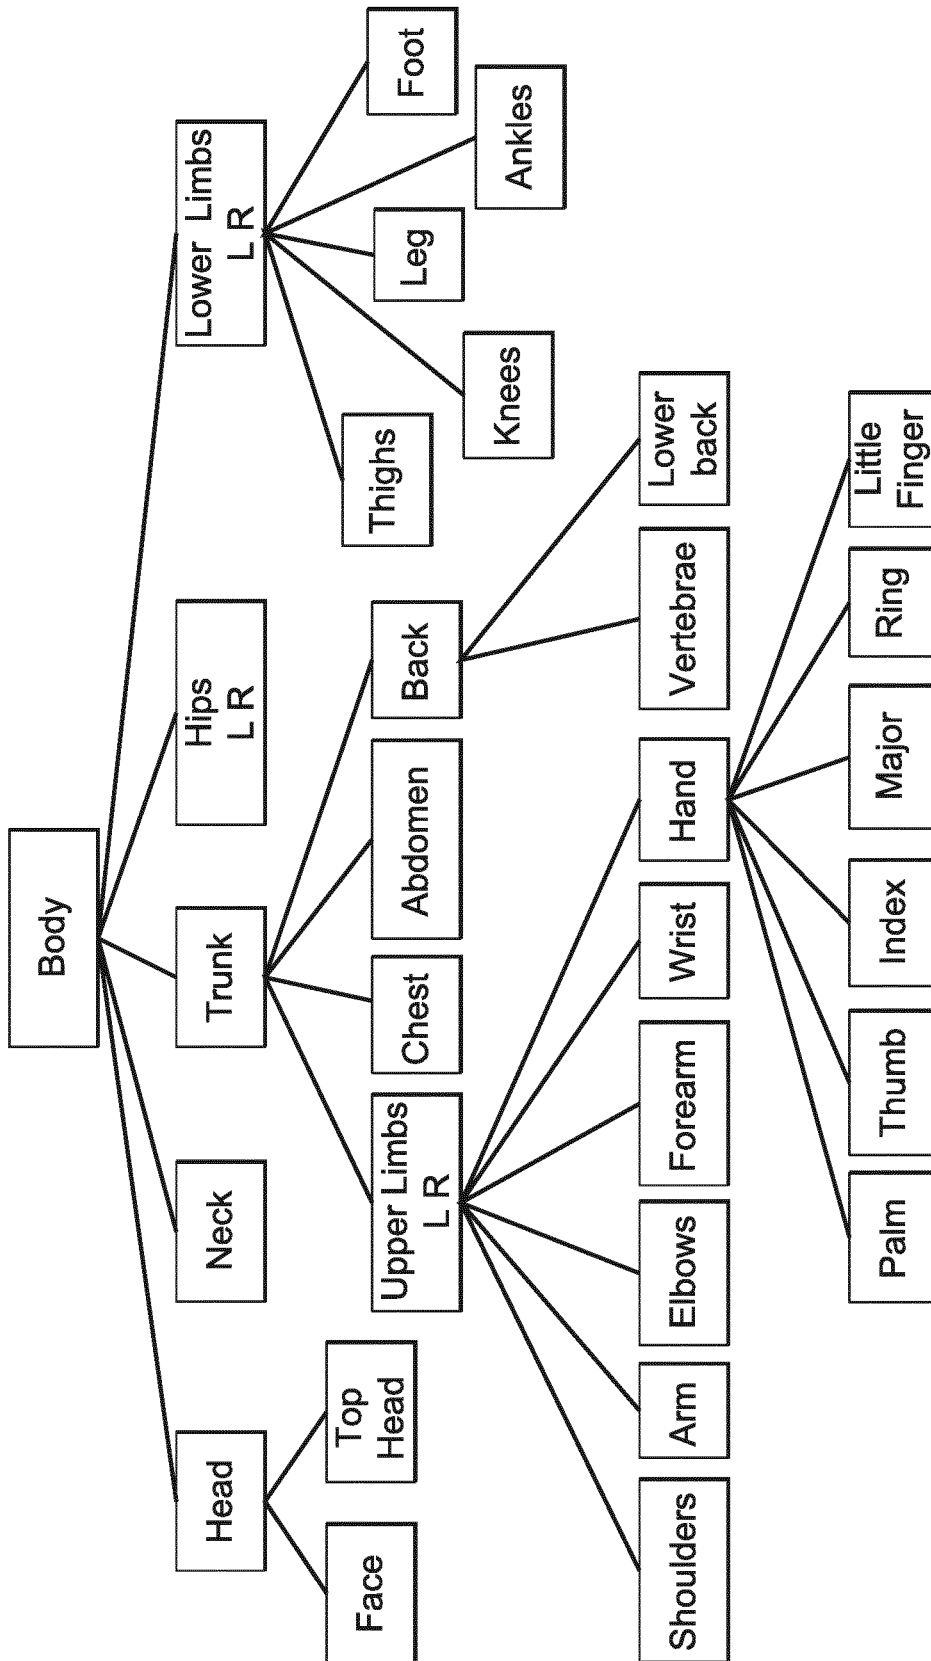 Body
Head
Neck
Trunk
Hips
L R
Lower Limbs
L R
Face
Top
Head
Upper Limbs
L R
Chest
Abdomen
Back
Thighs
Knees
Leg
Ankles
Foot
Shoulders
Arm
Elbows
Forearm
Wrist
Hand
Vertebrae
Lower
back
Palm
Thumb
Index
Major
Ring
Little
Finger